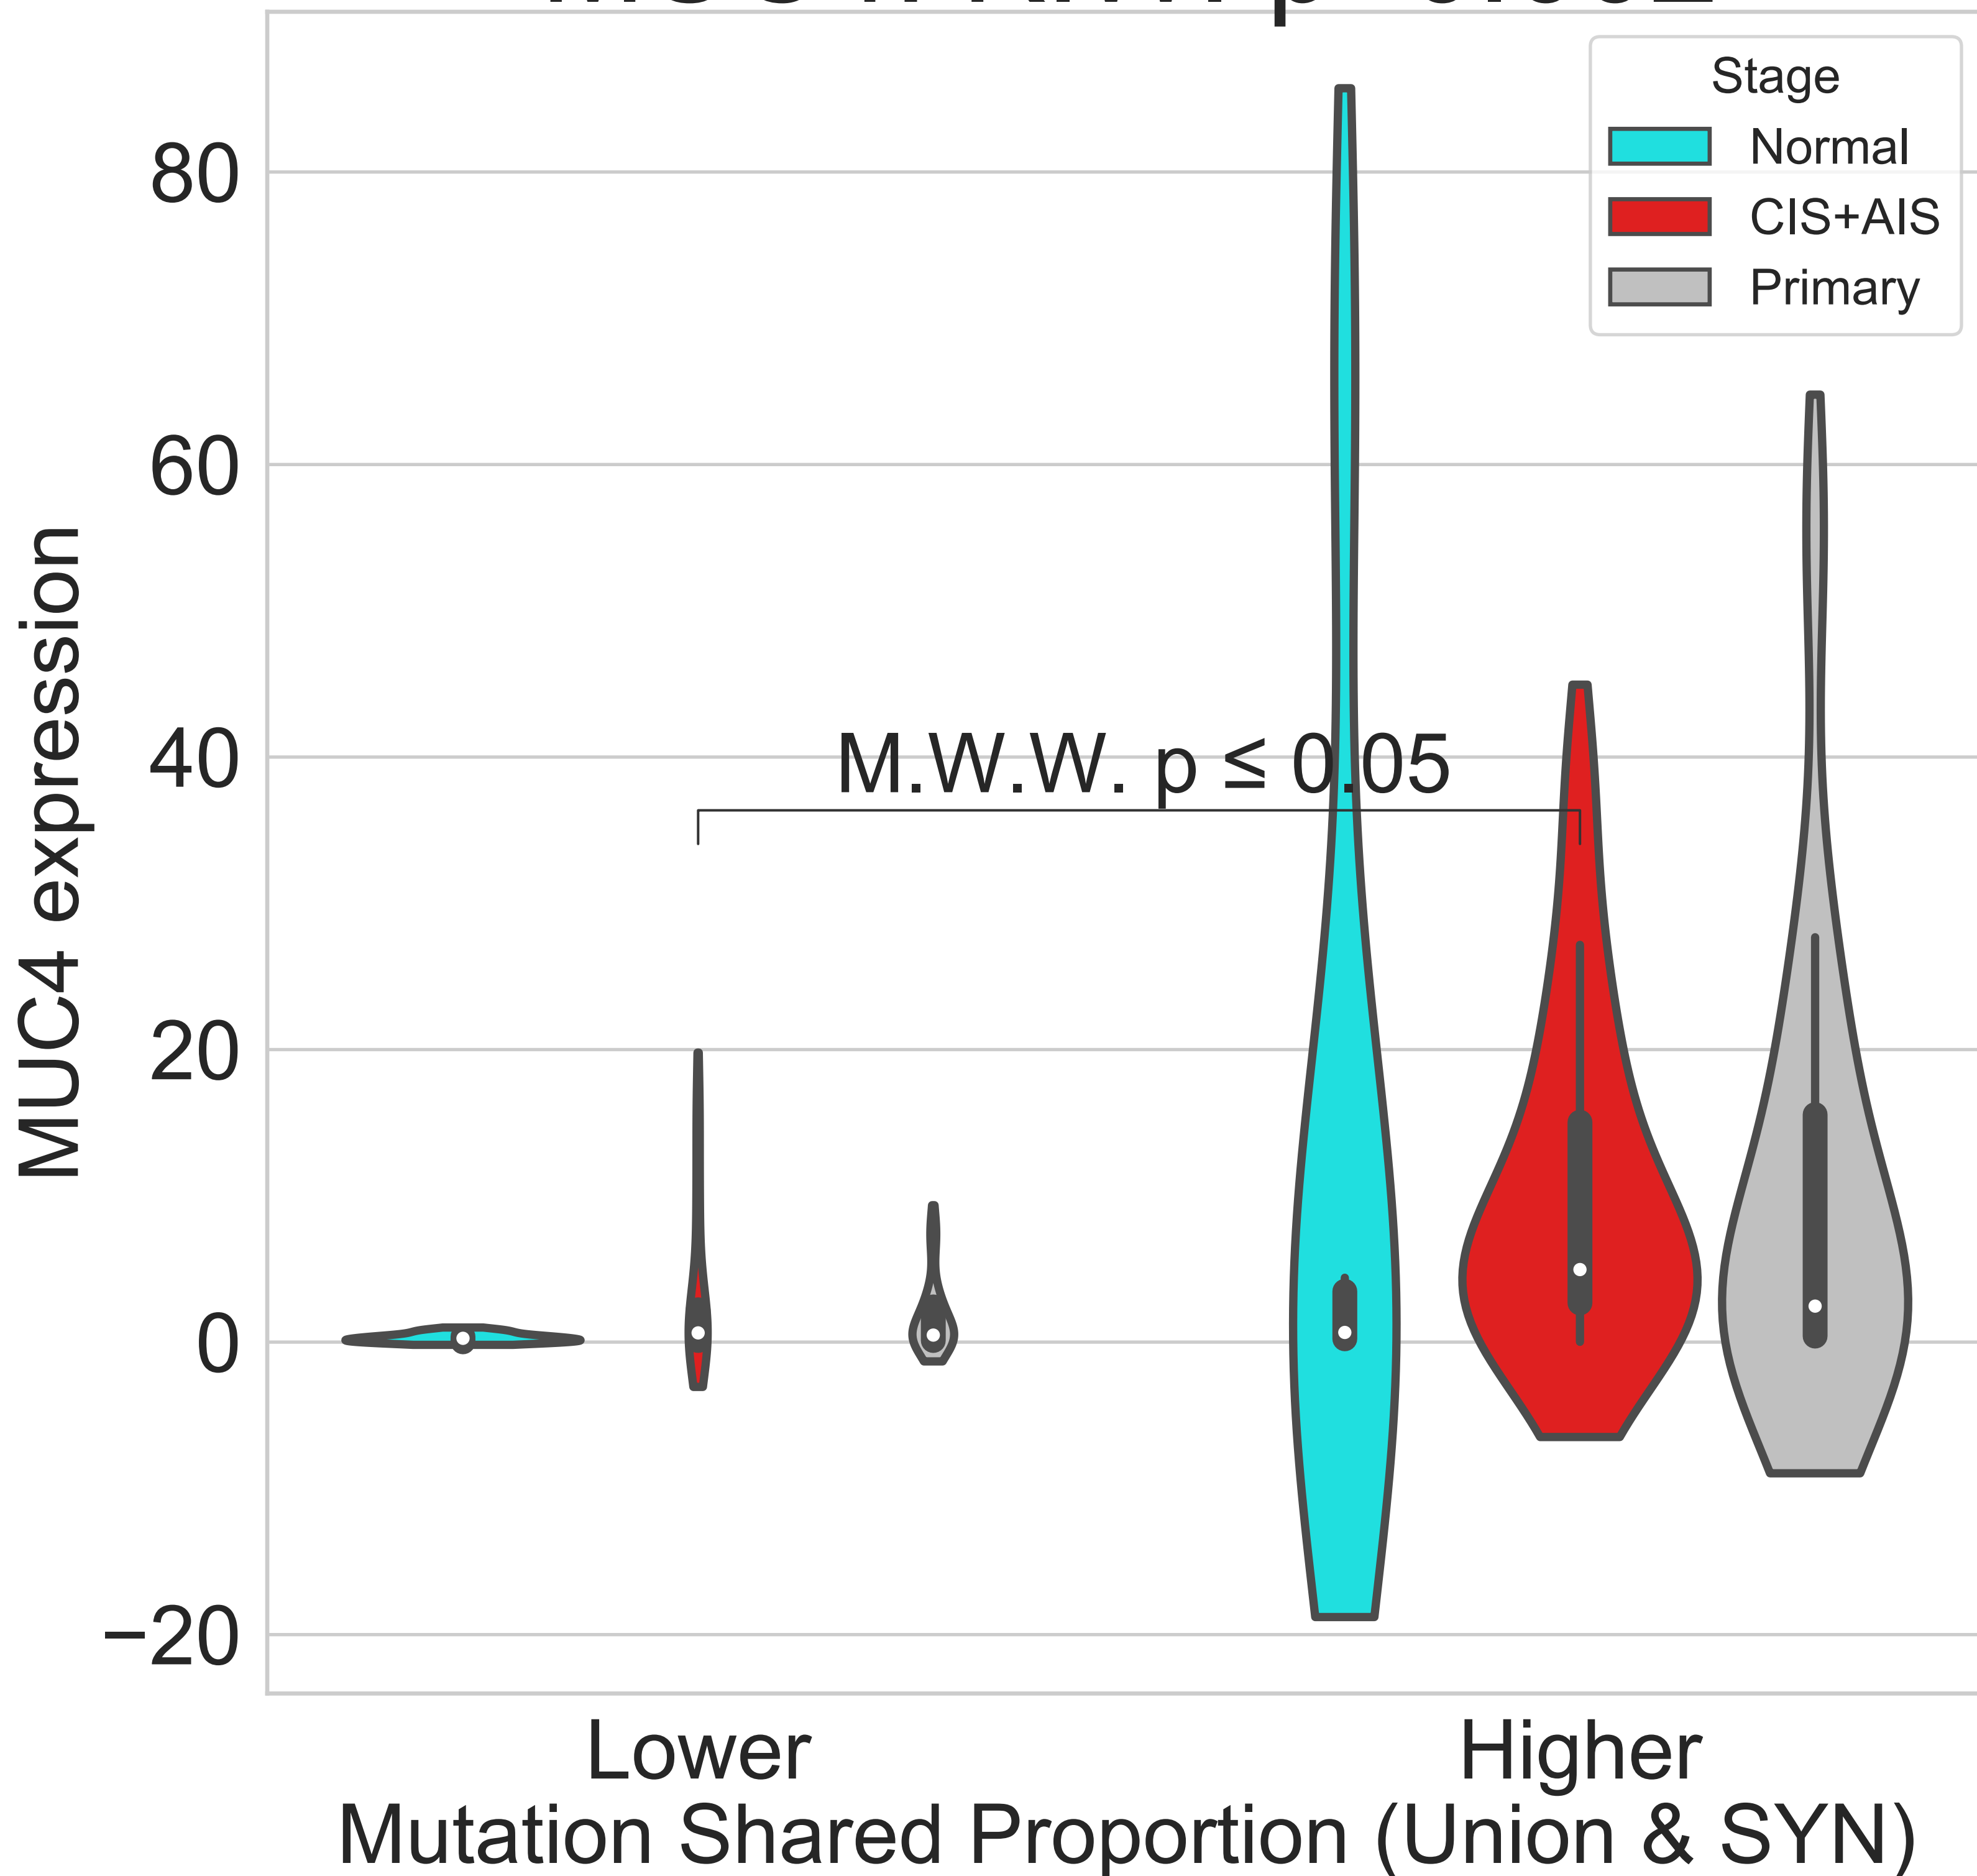 Stage
Normal
CIS+AIS
Primary
80
60
40
20
0
−20
MUC4 expression
M.W.W. p ≤ 0.05
Lower
Higher
Mutation Shared Proportion (Union & SYN)